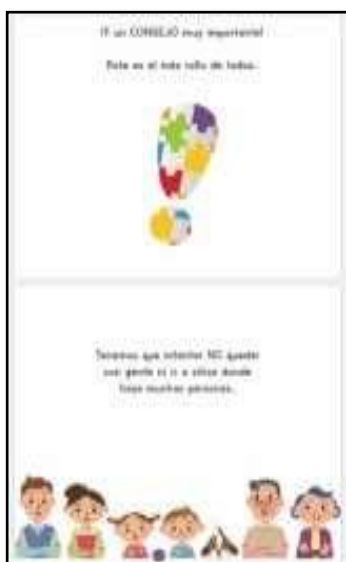 ¡Y un CONSEJO muy importante!
Este es el más rollo de todos.
Tenemos que intentar NO quedar
con gente ni ir a sitios donde
haya muchas personas.